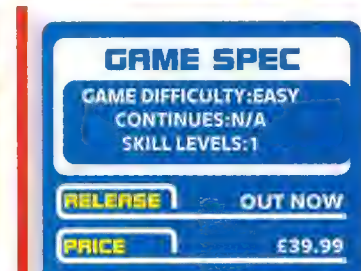 GAME SPEC
GAME DIFFICULTY:EASY
CONTINUES:N/A
SKILL LEVELS:1
RELEASE OUT NOW
PRICE £39.99